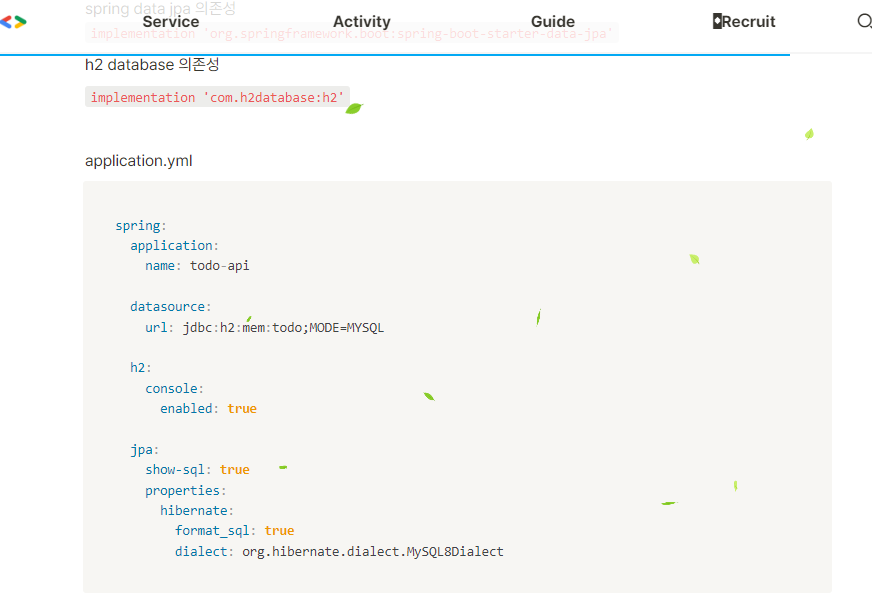 spring data jpa 의존성
Service Activity Guide Recruit
implementation 'org.springframework.boot:spring-boot-starter-data-jpa'
h2 database 의존성
implementation 'com.h2database:h2'
application.yml
spring:
  application:
    name: todo-api
  datasource:
    url: jdbc:h2:mem:todo;MODE=MYSQL
  h2:
    console:
      enabled: true
  jpa:
    show-sql: true
    properties:
      hibernate:
        format_sql: true
        dialect: org.hibernate.dialect.MySQL8Dialect